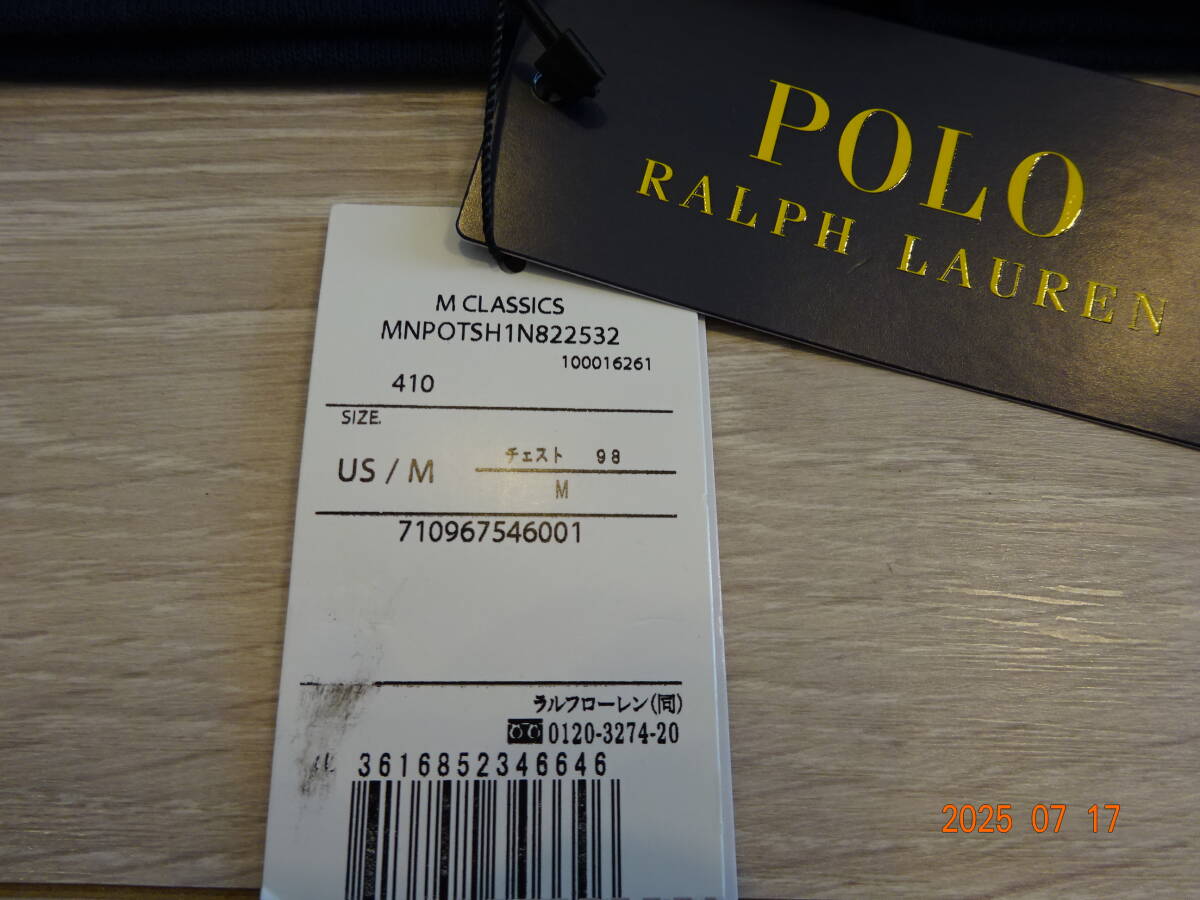 POLO
RALPH LAUREN
M CLASSICS
MNPOTSH1N822532
100016261
410
SIZE.
US / M
チェスト 98
M
710967546001
ラルフローレン(同)
0120-3274-20
3616852346646
2025 07 17